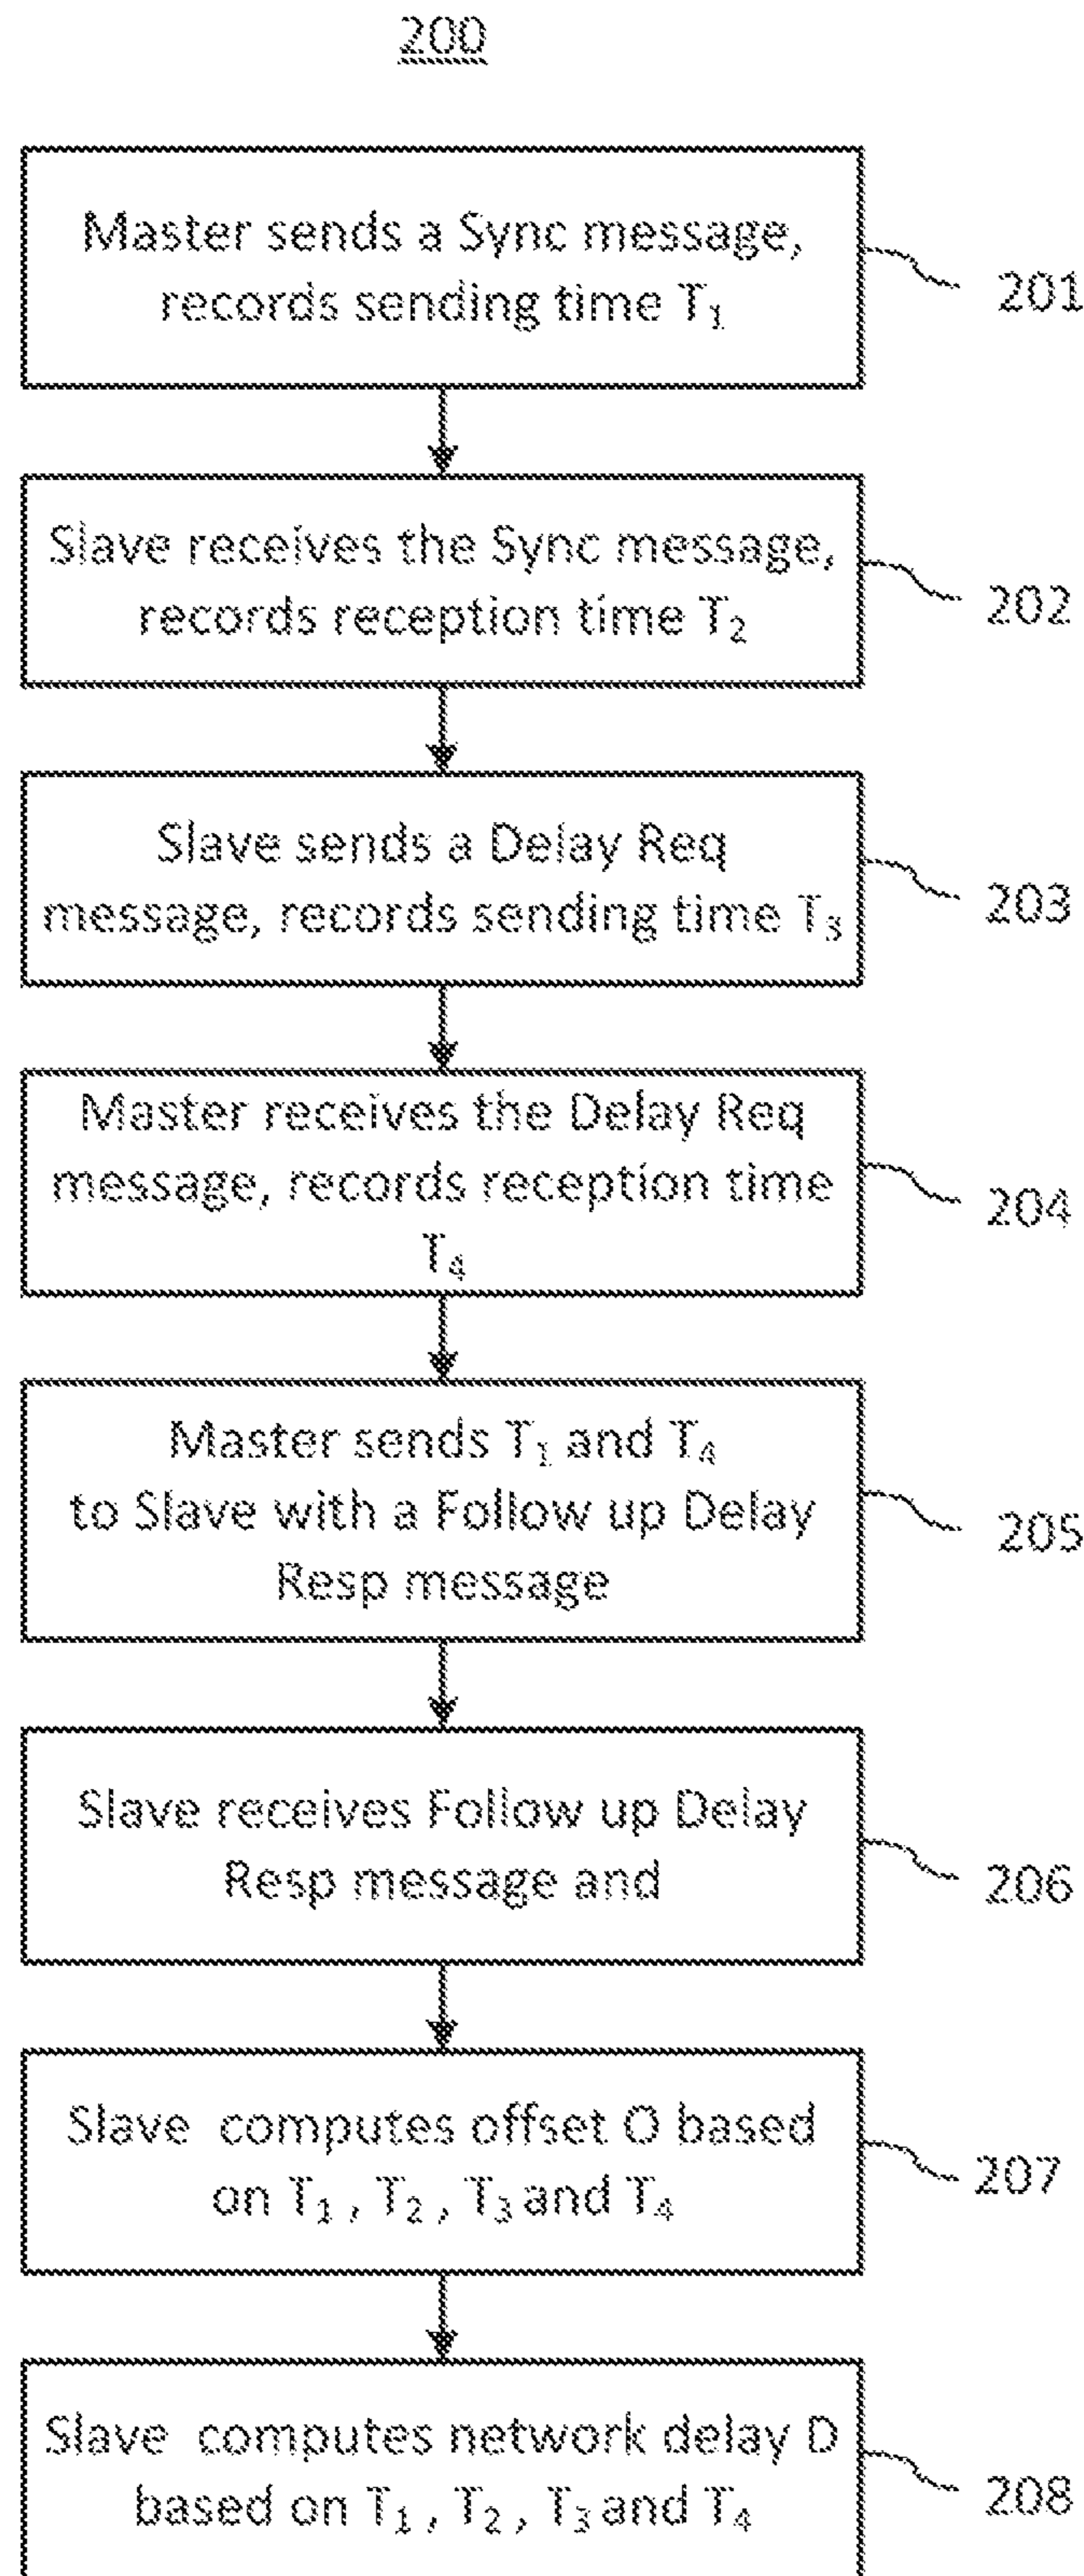 200
Master sends a Sync message,
records sending time T₁
201
Slave receives the Sync message,
records reception time T₂
202
Slave sends a Delay Req
message, records sending time T₃
203
Master receives the Delay Req
message, records reception time
T₄
204
Master sends T₁ and T₄
to Slave with a Follow up Delay
Resp message
205
Slave receives Follow up Delay
Resp message and
206
Slave computes offset O based
on T₁ , T₂ , T₃ and T₄
207
Slave computes network delay D
based on T₁ , T₂ , T₃ and T₄
208